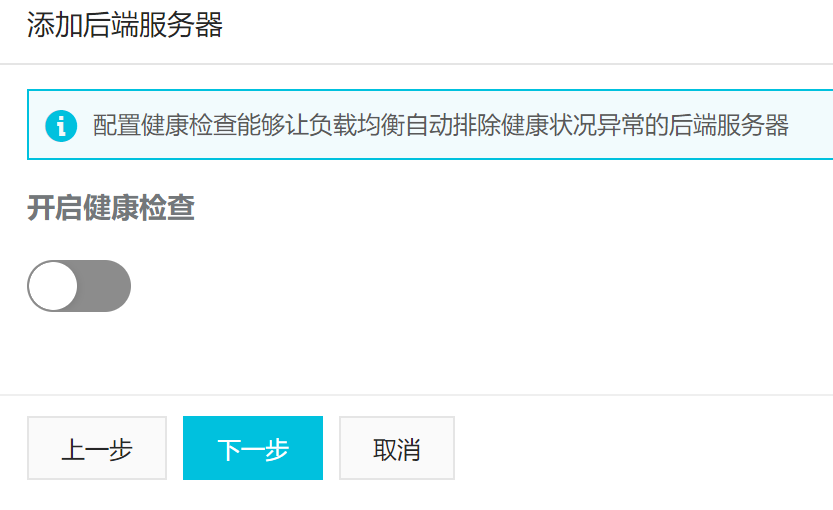 添加后端服务器
配置健康检查能够让负载均衡自动排除健康状况异常的后端服务器
开启健康检查
上一步 下一步 取消